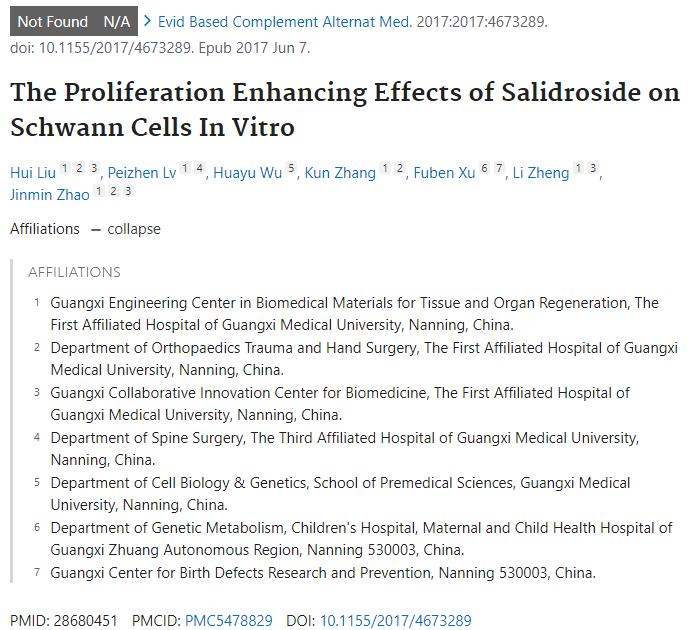 Not Found N/A > Evid Based Complement Alternat Med. 2017:2017:4673289.
doi: 10.1155/2017/4673289. Epub 2017 Jun 7.
The Proliferation Enhancing Effects of Salidroside on
Schwann Cells In Vitro
Hui Liu 1 2 3, Peizhen Lv 1 4, Huayu Wu 5, Kun Zhang 1 2, Fuben Xu 6 7, Li Zheng 1 3,
Jinmin Zhao 1 2 3
Affiliations — collapse
AFFILIATIONS
1 Guangxi Engineering Center in Biomedical Materials for Tissue and Organ Regeneration, The
First Affiliated Hospital of Guangxi Medical University, Nanning, China.
2 Department of Orthopaedics Trauma and Hand Surgery, The First Affiliated Hospital of Guangxi
Medical University, Nanning, China.
3 Guangxi Collaborative Innovation Center for Biomedicine, The First Affiliated Hospital of
Guangxi Medical University, Nanning, China.
4 Department of Spine Surgery, The Third Affiliated Hospital of Guangxi Medical University,
Nanning, China.
5 Department of Cell Biology & Genetics, School of Premedical Sciences, Guangxi Medical
University, Nanning, China.
6 Department of Genetic Metabolism, Children's Hospital, Maternal and Child Health Hospital of
Guangxi Zhuang Autonomous Region, Nanning 530003, China.
7 Guangxi Center for Birth Defects Research and Prevention, Nanning 530003, China.
PMID: 28680451 PMCID: PMC5478829 DOI: 10.1155/2017/4673289